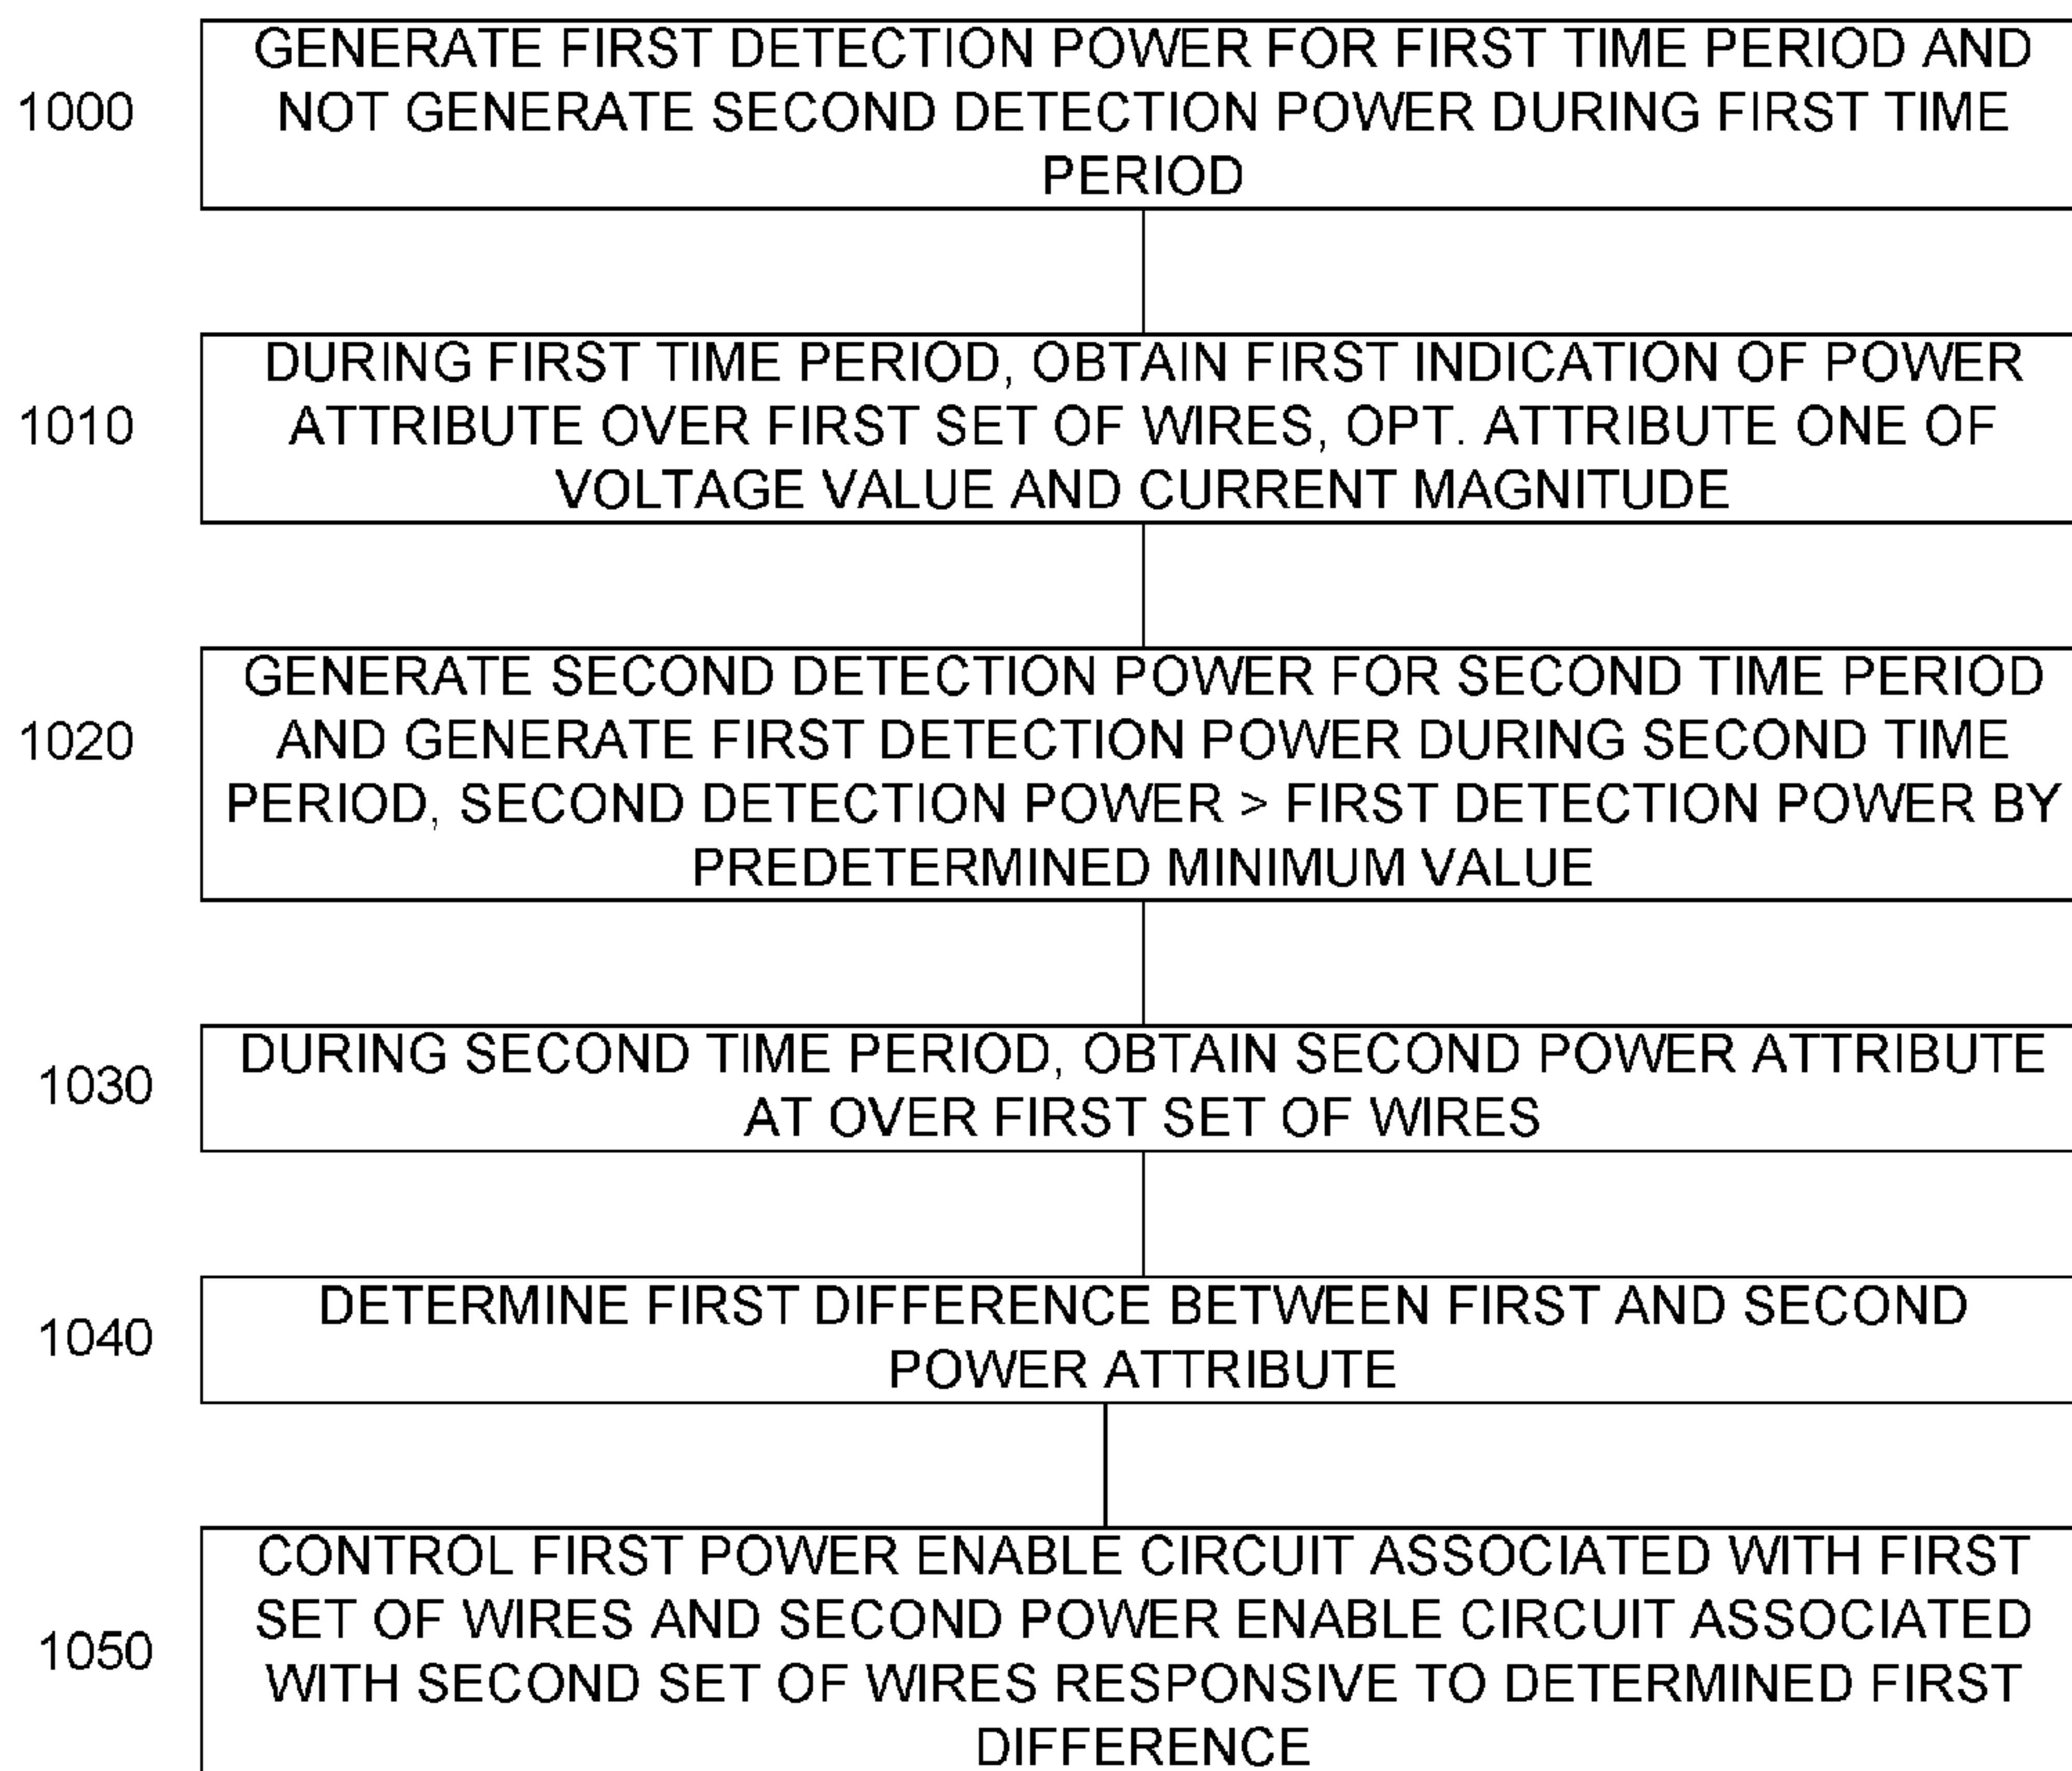 GENERATE FIRST DETECTION POWER FOR FIRST TIME PERIOD AND
1000
NOT GENERATE SECOND DETECTION POWER DURING FIRST TIME
PERIOD
DURING FIRST TIME PERIOD, OBTAIN FIRST INDICATION OF POWER
1010
ATTRIBUTE OVER FIRST SET OF WIRES, OPT. ATTRIBUTE ONE OF
VOLTAGE VALUE AND CURRENT MAGNITUDE
GENERATE SECOND DETECTION POWER FOR SECOND TIME PERIOD
1020
AND GENERATE FIRST DETECTION POWER DURING SECOND TIME
PERIOD, SECOND DETECTION POWER > FIRST DETECTION POWER BY
PREDETERMINED MINIMUM VALUE
1030
DURING SECOND TIME PERIOD, OBTAIN SECOND POWER ATTRIBUTE
AT OVER FIRST SET OF WIRES
1040
DETERMINE FIRST DIFFERENCE BETWEEN FIRST AND SECOND
POWER ATTRIBUTE
CONTROL FIRST POWER ENABLE CIRCUIT ASSOCIATED WITH FIRST
SET OF WIRES AND SECOND POWER ENABLE CIRCUIT ASSOCIATED
1050
WITH SECOND SET OF WIRES RESPONSIVE TO DETERMINED FIRST
DIFFERENCE